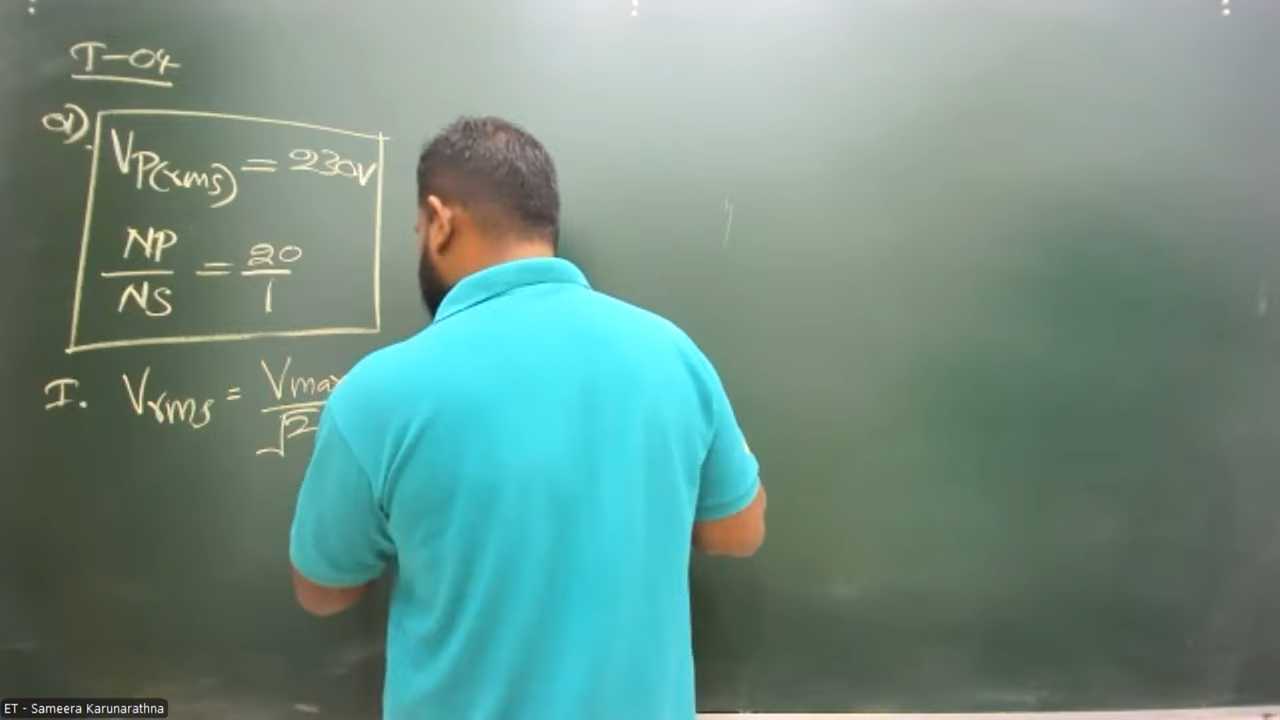 T-04
a).
VP(rms) = 230V
NP/NS = 20/1
I. Vrms = Vmax/√2
ET - Sameera Karunarathna